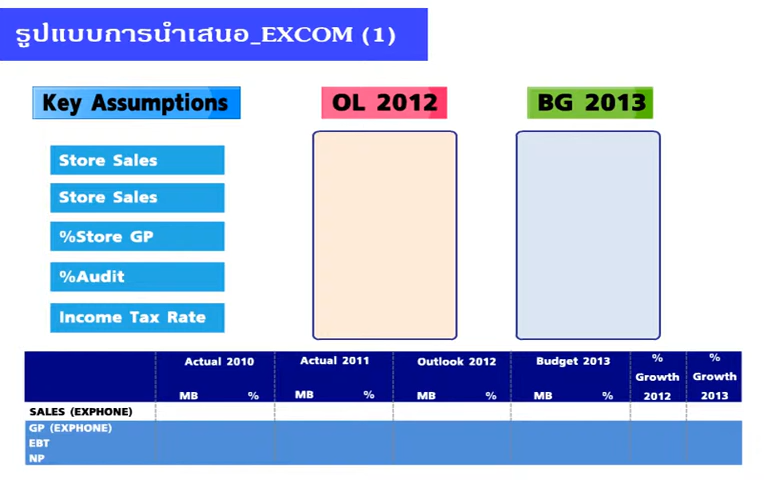 รูปแบบการนำเสนอ_EXCOM (1)
Key Assumptions OL 2012 BG 2013
Store Sales
Store Sales
%Store GP
%Audit
Income Tax Rate
Actual 2010 Actual 2011 Outlook 2012 Budget 2013 % Growth 2012 % Growth 2013
MB % MB % MB % MB %
SALES (EXPHONE)
GP (EXPHONE)
EBT
NP